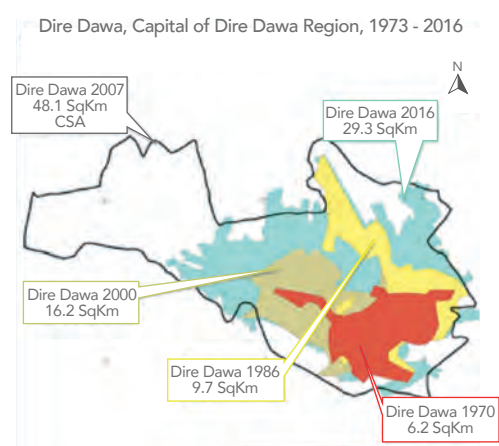 Dire Dawa, Capital of Dire Dawa Region, 1973 - 2016
N
Dire Dawa 2007
48.1 SqKm
CSA
Dire Dawa 2016
29.3 SqKm
Dire Dawa 2000
16.2 SqKm
Dire Dawa 1986
9.7 SqKm
Dire Dawa 1970
6.2 SqKm